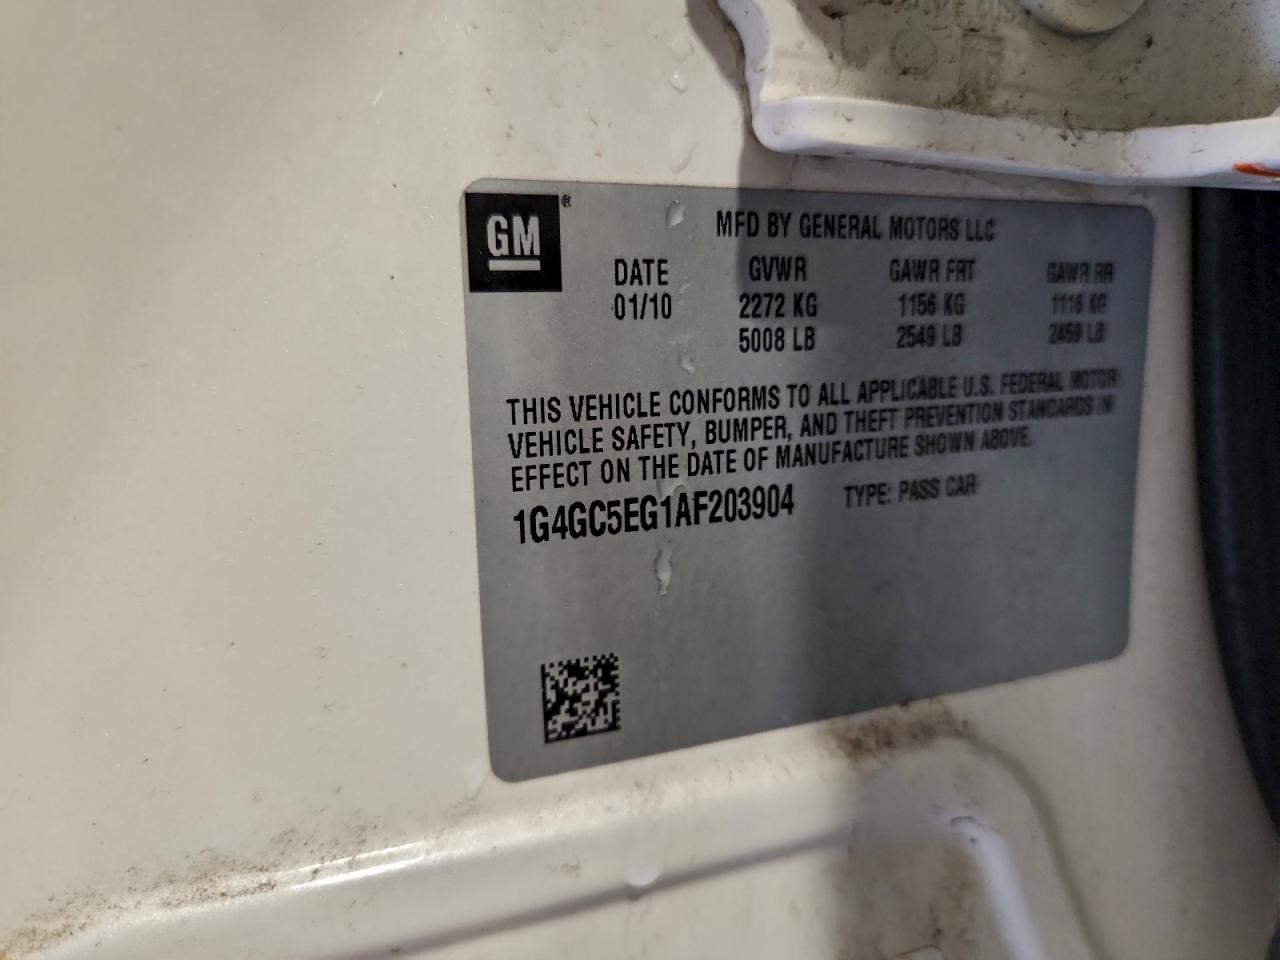 GM®
MFD BY GENERAL MOTORS LLC
DATE GVWR GAWR FRT GAWR RR
01/10 2272 KG 1156 KG 1116 KG
5008 LB 2549 LB 2459 LB
THIS VEHICLE CONFORMS TO ALL APPLICABLE U.S. FEDERAL MOTOR
VEHICLE SAFETY, BUMPER, AND THEFT PREVENTION STANDARDS IN
EFFECT ON THE DATE OF MANUFACTURE SHOWN ABOVE.
1G4GC5EG1AF203904 TYPE: PASS CAR